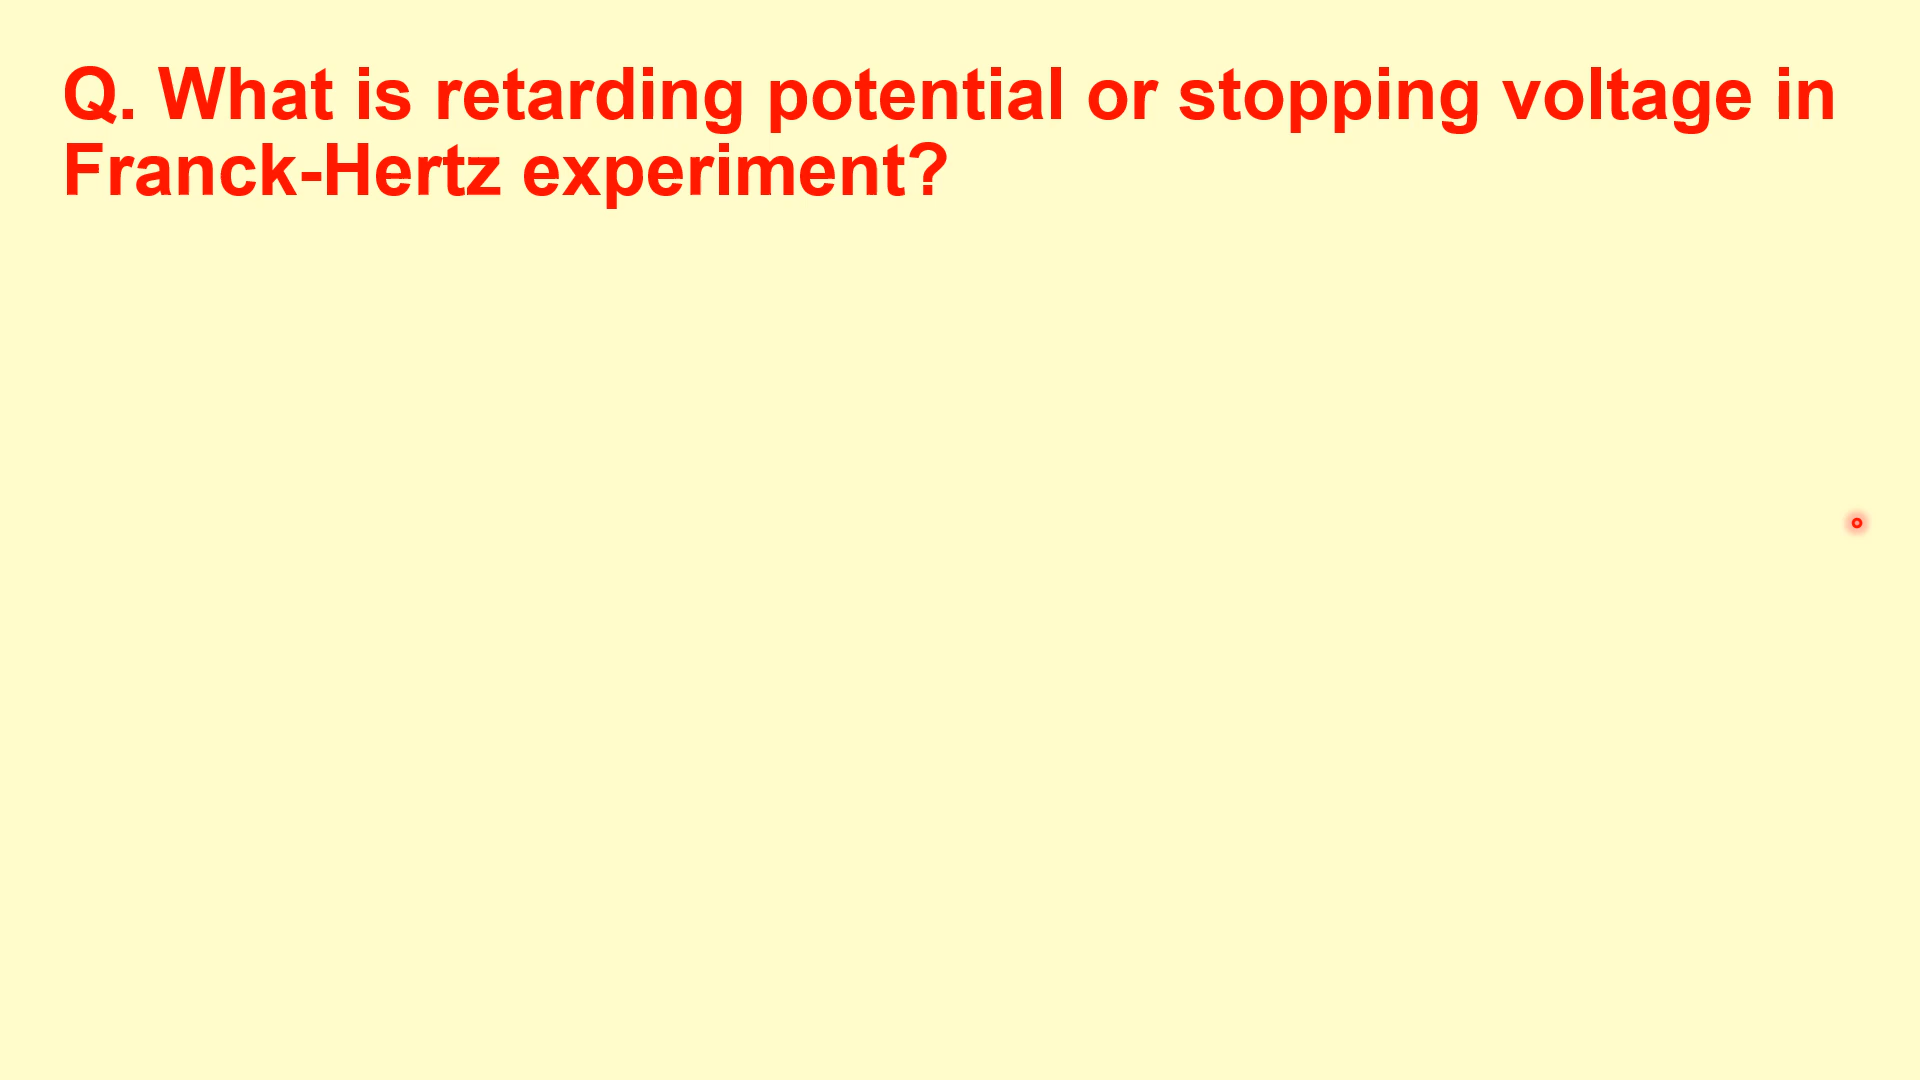 Q. What is retarding potential or stopping voltage in
Franck-Hertz experiment?